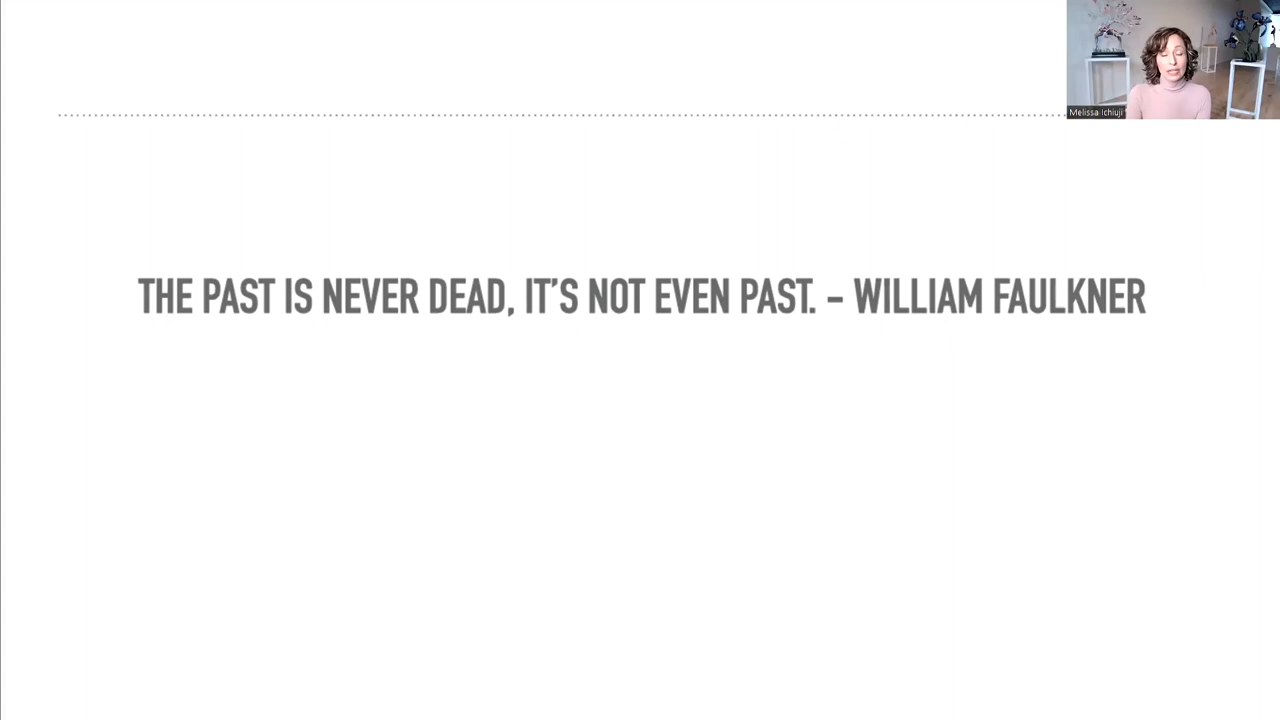 Melissa Ichiuji
THE PAST IS NEVER DEAD, IT’S NOT EVEN PAST. – WILLIAM FAULKNER